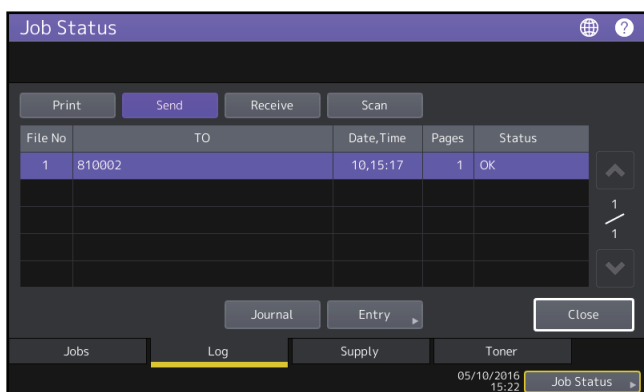 Job Status
?
Print Send Receive Scan
File No TO Date,Time Pages Status
1 810002 10,15:17 1 OK
1
1
Journal Entry Close
Jobs Log Supply Toner
05/10/2016
15:22 Job Status